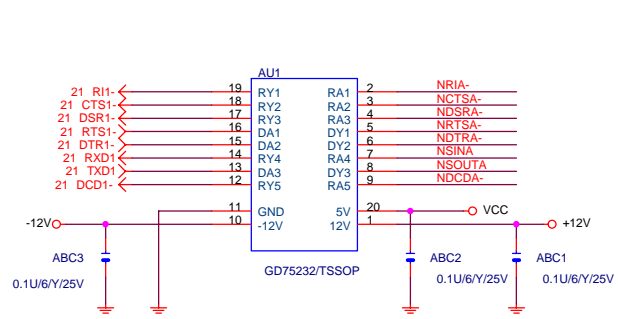 AU1
21 RI1- 19 RY1 RA1 2 NRIA-
21 CTS1- 18 RY2 RA2 3 NCTSA-
21 DSR1- 17 RY3 RA3 4 NDSRA-
21 RTS1- 16 DA1 DY1 5 NRTSA-
21 DTR1- 15 DA2 DY2 6 NDTRA-
21 RXD1 14 RY4 RA4 7 NSINA
21 TXD1 13 DA3 DY3 8 NSOUTA
21 DCD1- 12 RY5 RA5 9 NDCDA-
11 GND 5V 20 VCC
-12V 10 -12V 12V 1 +12V
ABC3 ABC2 ABC1
GD75232/TSSOP
0.1U/6/Y/25V 0.1U/6/Y/25V 0.1U/6/Y/25V